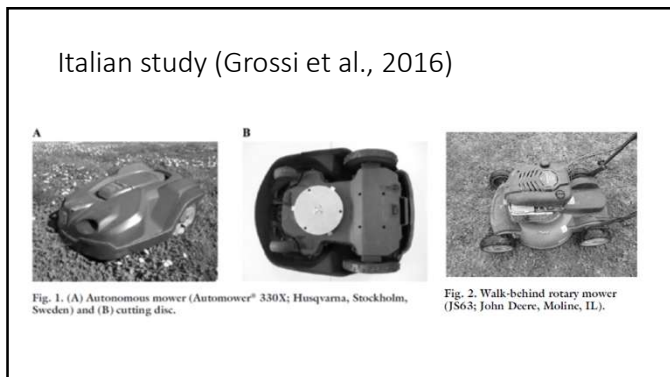 Italian study (Grossi et al., 2016)
A
B
Fig. 1. (A) Autonomous mower (Automower® 330X; Husqvarna, Stockholm,
Sweden) and (B) cutting disc.
Fig. 2. Walk-behind rotary mower
(JS63; John Deere, Moline, IL).